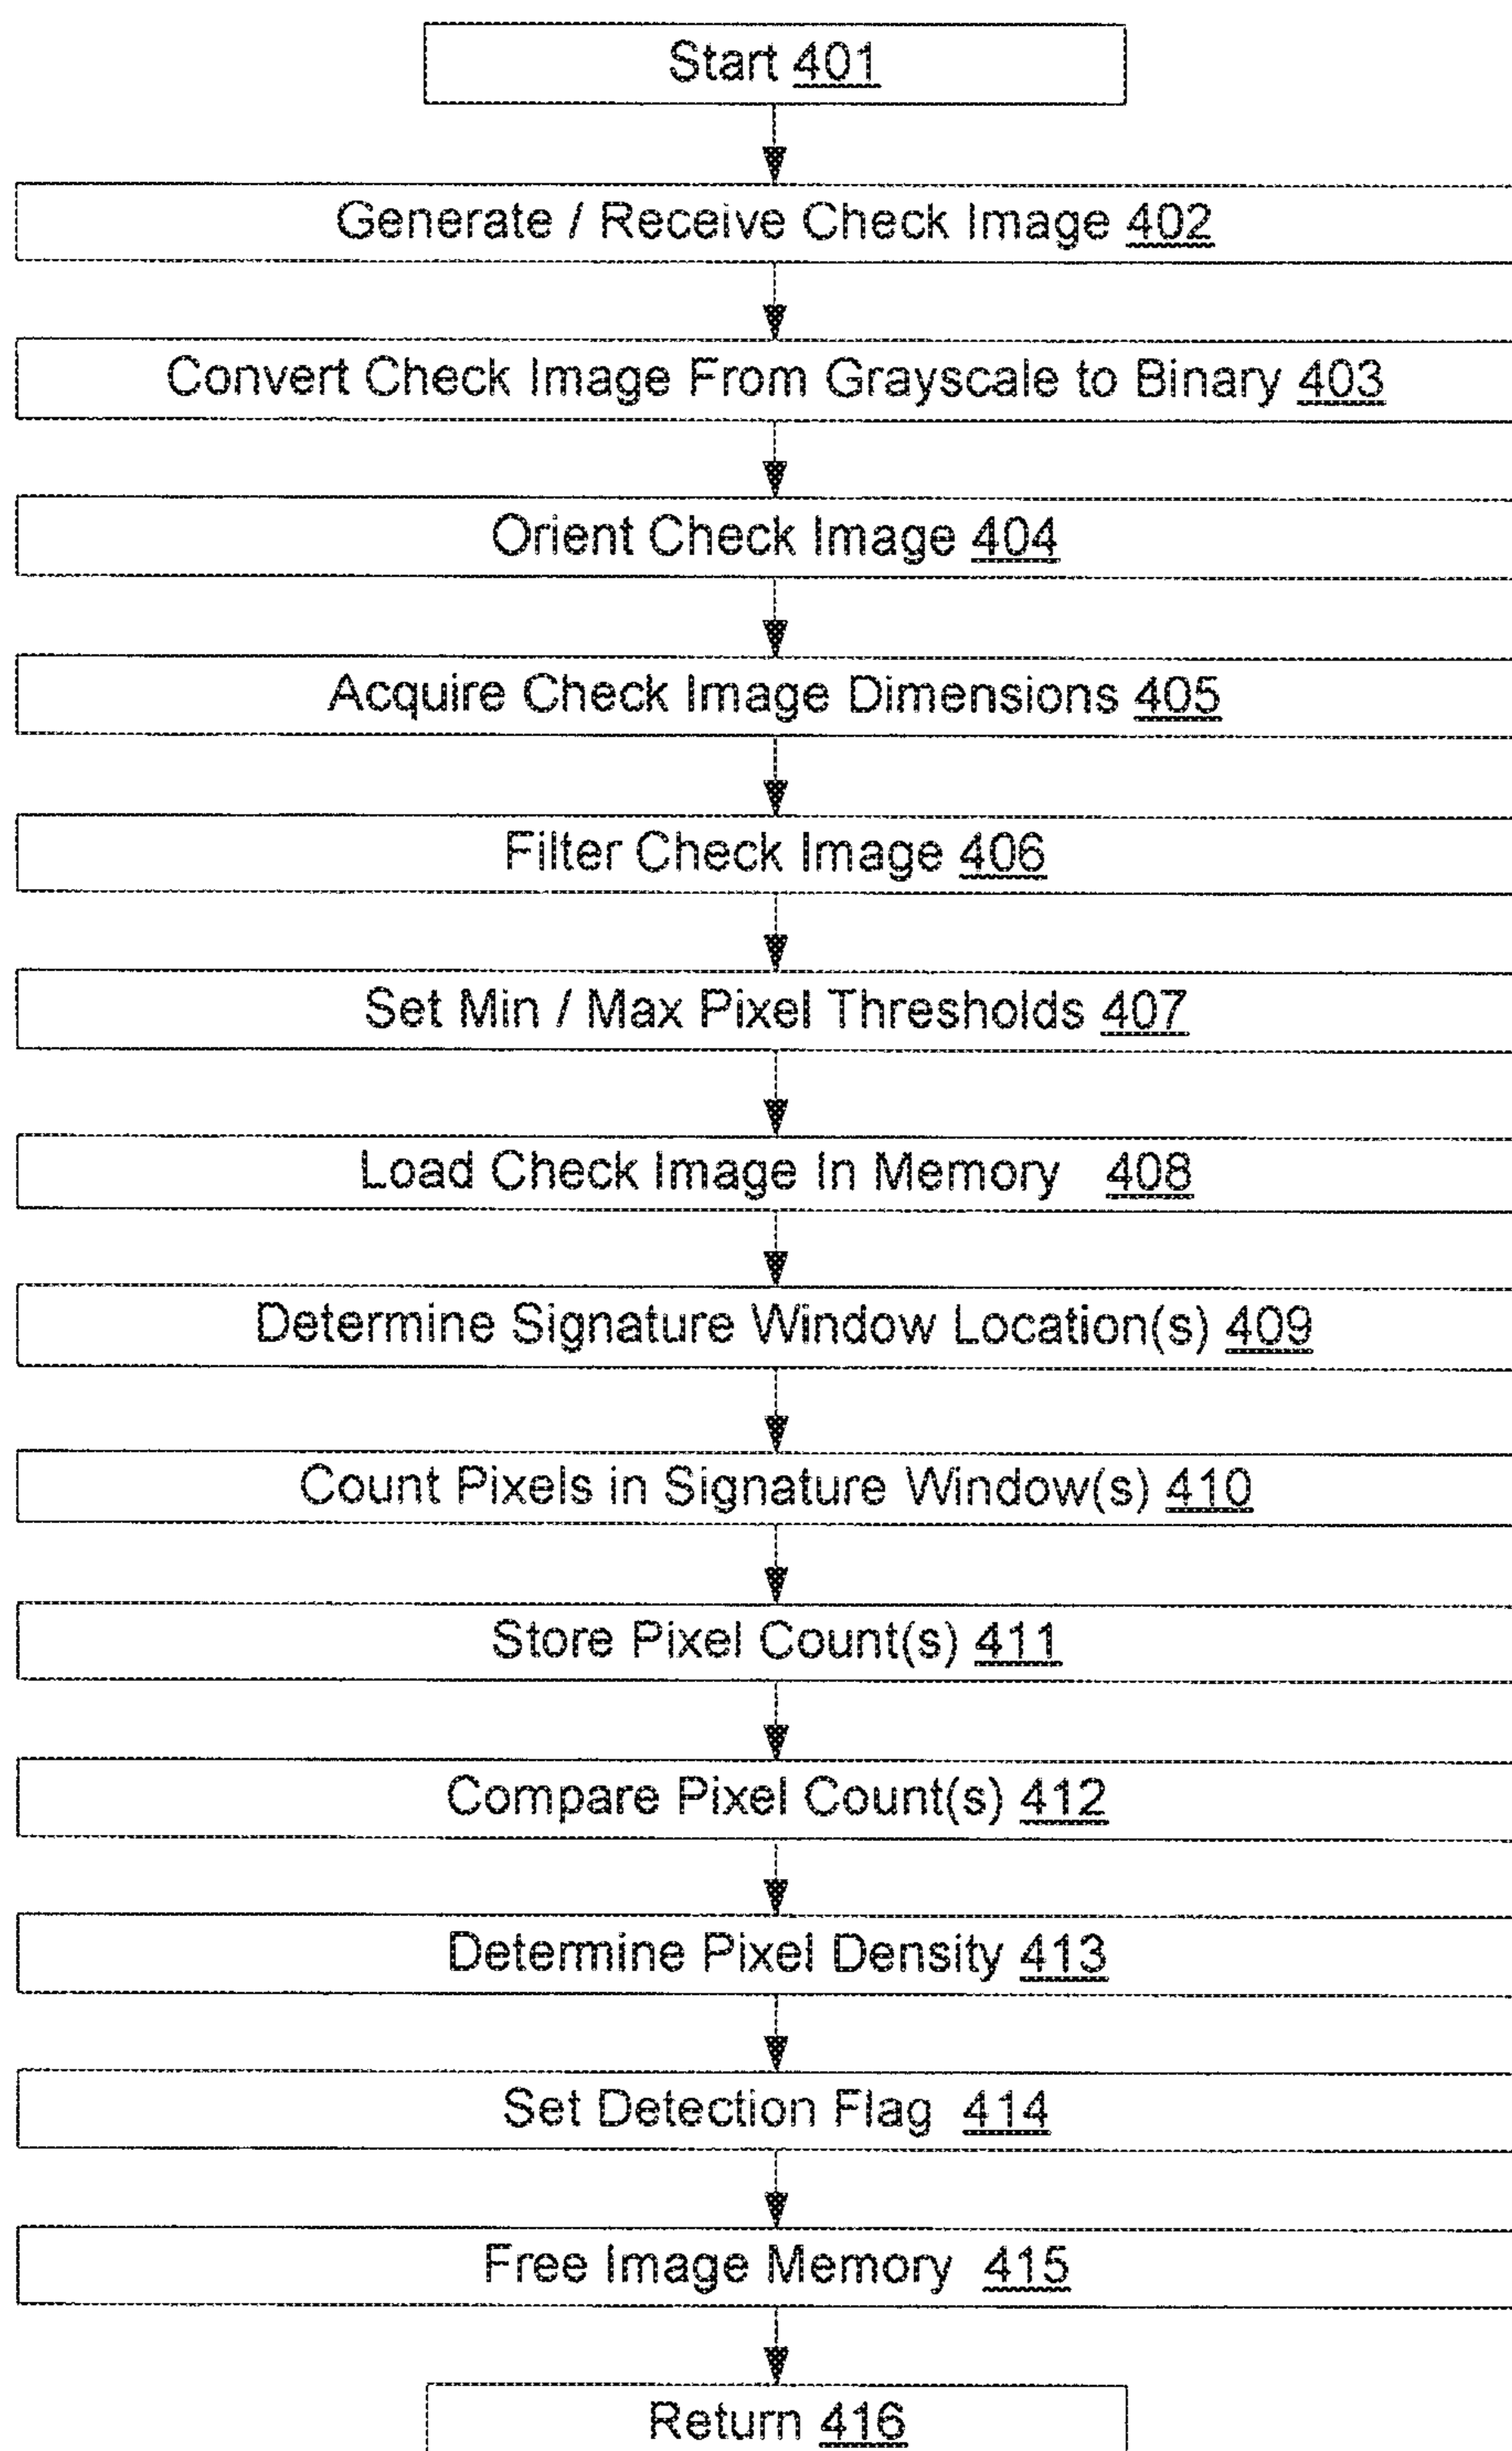 Start 401
Generate / Receive Check Image 402
Convert Check Image From Grayscale to Binary 403
Orient Check Image 404
Acquire Check Image Dimensions 405
Filter Check Image 406
Set Min / Max Pixel Thresholds 407
Load Check Image In Memory 408
Determine Signature Window Location(s) 409
Count Pixels in Signature Window(s) 410
Store Pixel Count(s) 411
Compare Pixel Count(s) 412
Determine Pixel Density 413
Set Detection Flag 414
Free Image Memory 415
Return 416